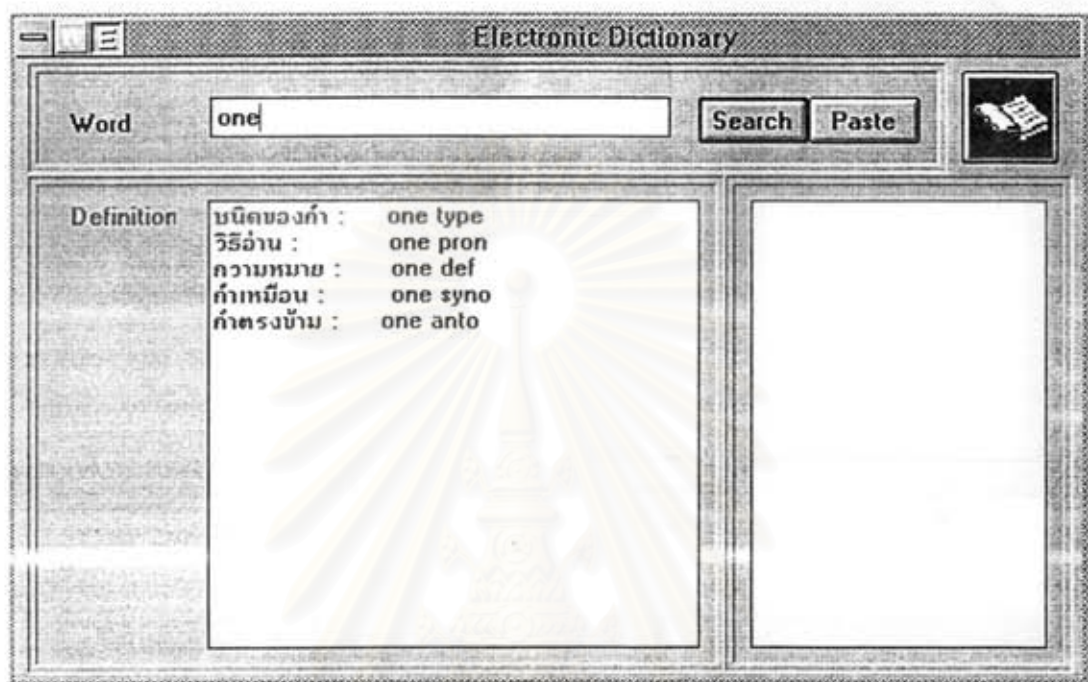 Electronic Dictionary
Word one Search Paste
Definition ชนิดของคำ : one type
วิธีอ่าน : one pron
ความหมาย : one def
คำเหมือน : one syno
คำตรงข้าม : one anto